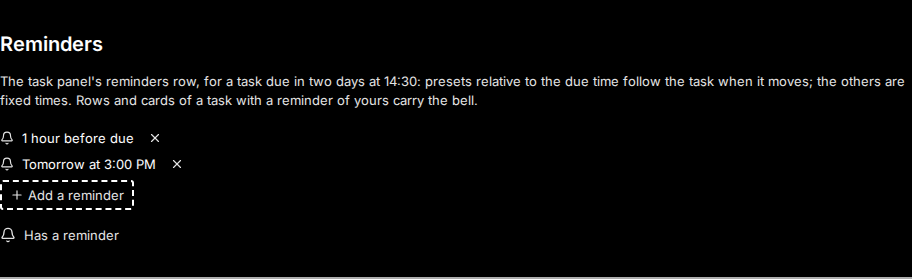 Reminders
The task panel's reminders row, for a task due in two days at 14:30: presets relative to the due time follow the task when it moves; the others are
fixed times. Rows and cards of a task with a reminder of yours carry the bell.
1 hour before due
Tomorrow at 3:00 PM
+ Add a reminder
Has a reminder